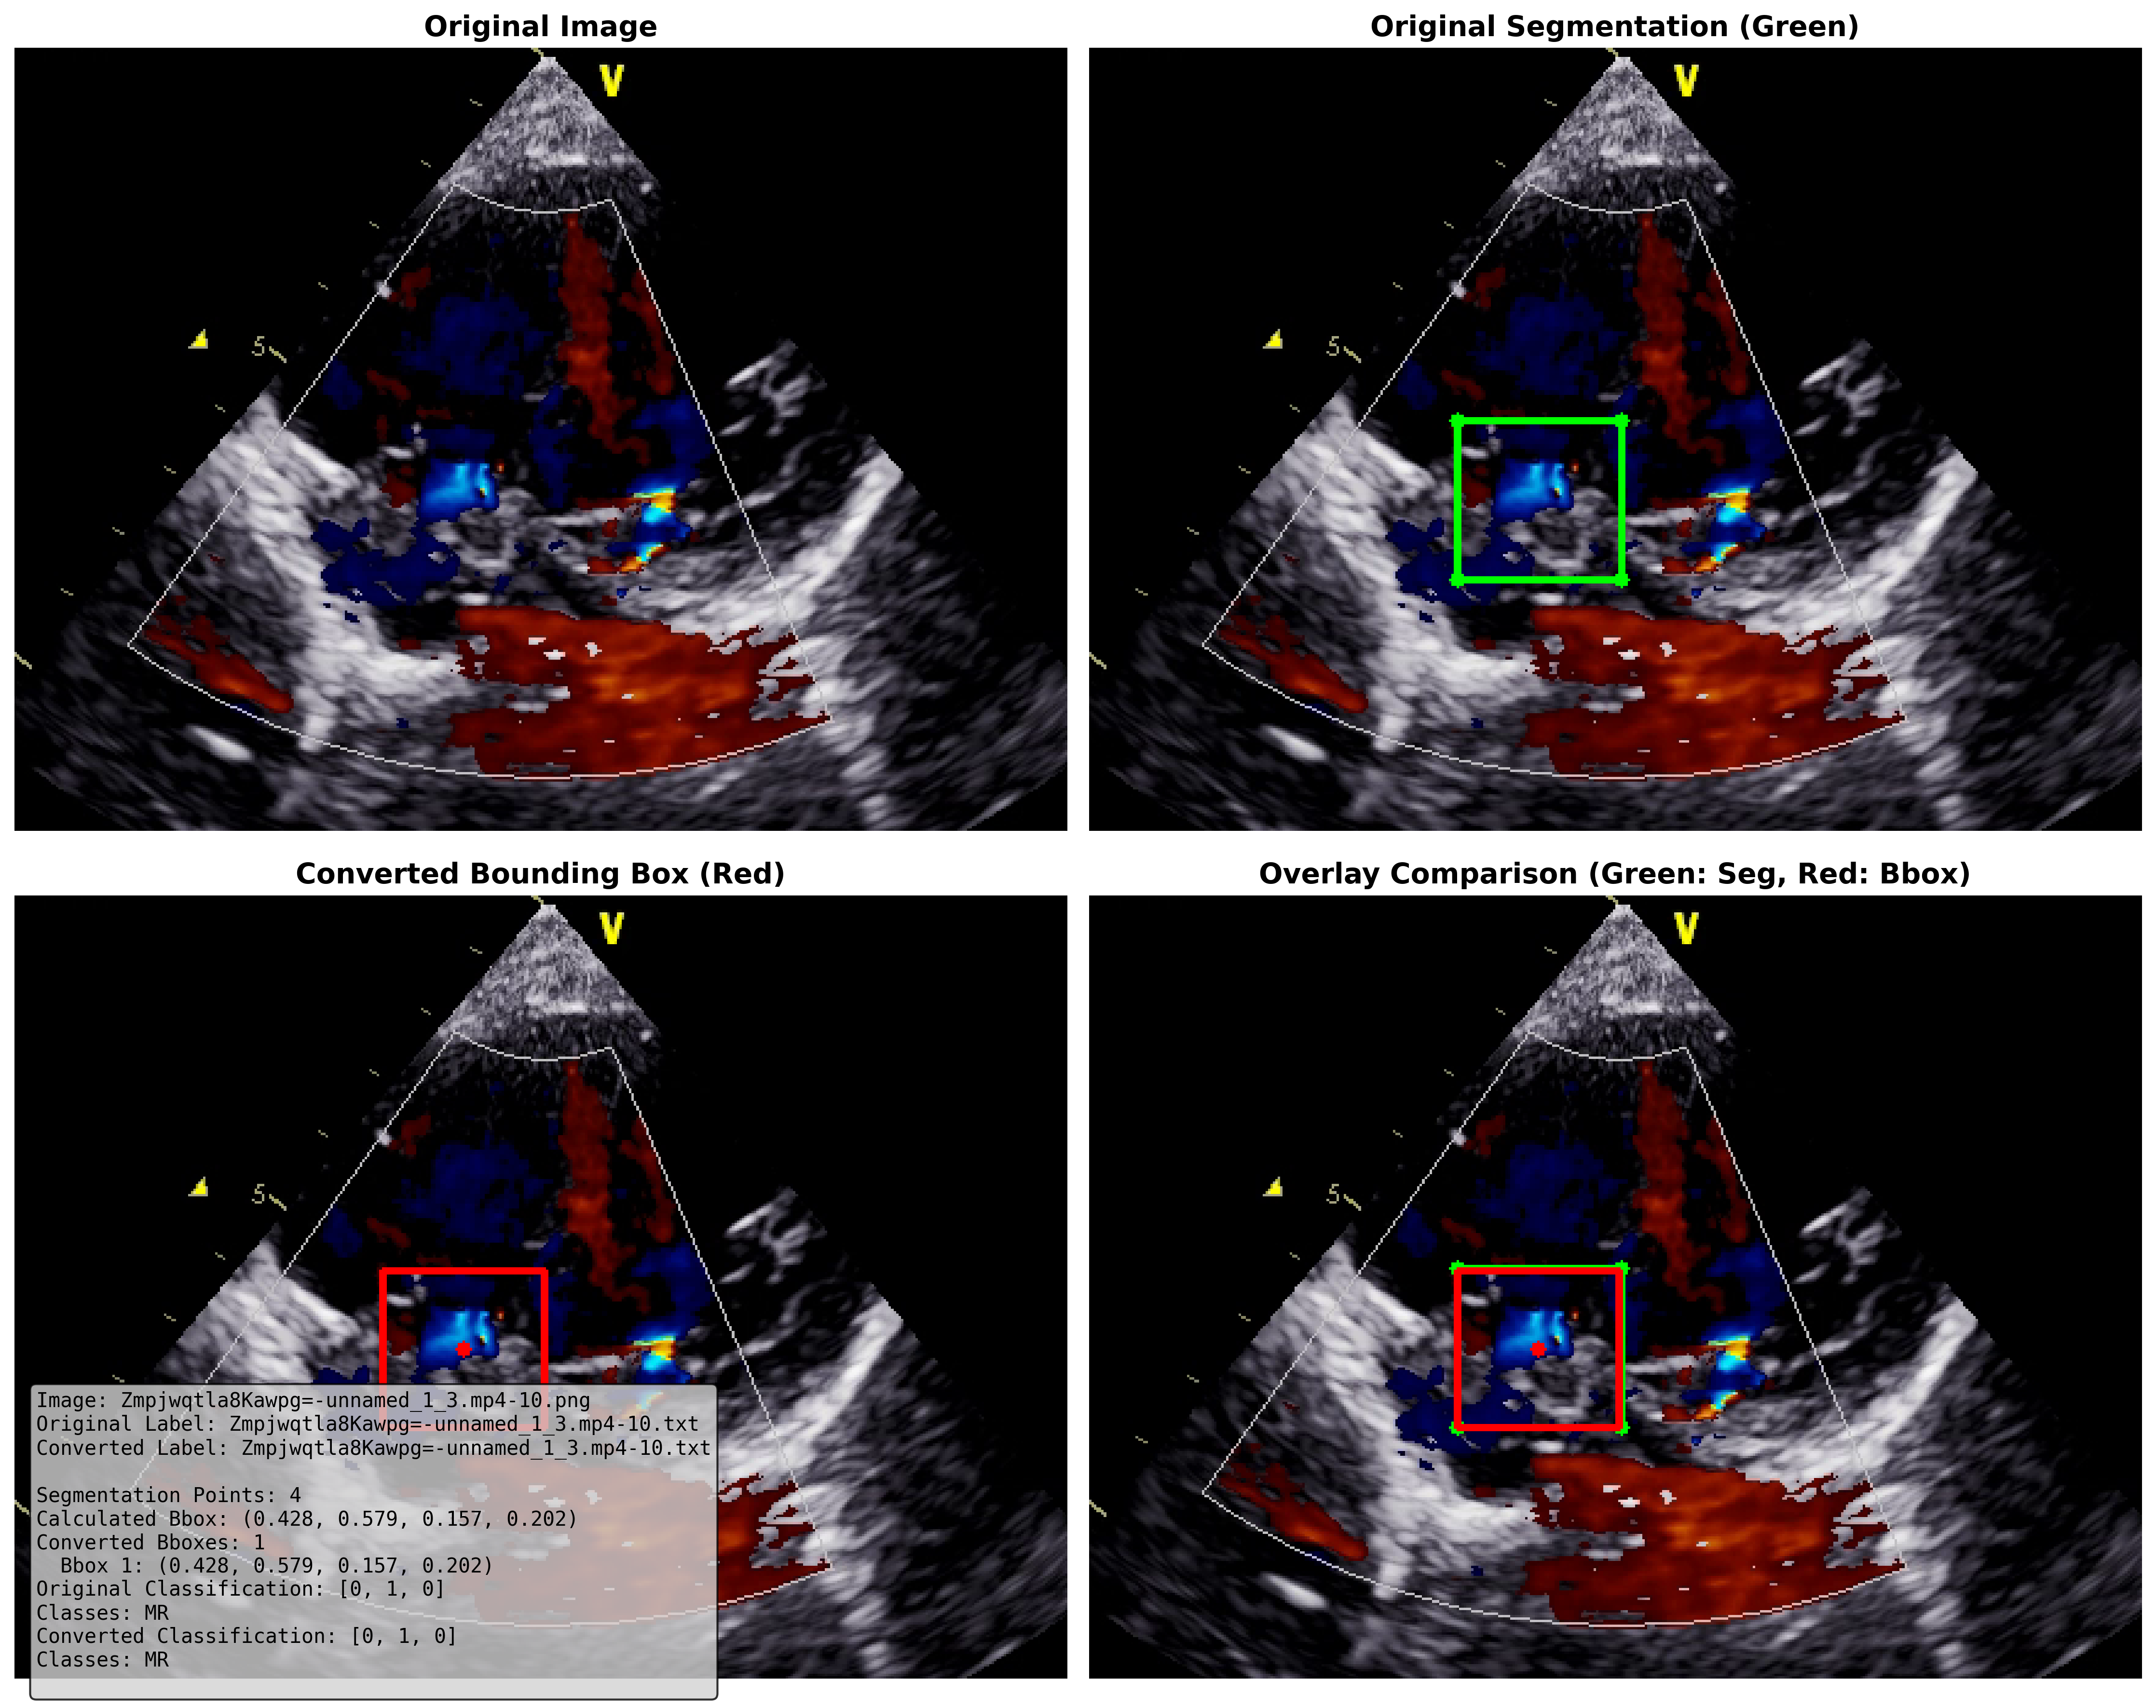 Original Image
Original Segmentation (Green)
V
V
5
5
Converted Bounding Box (Red)
Overlay Comparison (Green: Seg, Red: Bbox)
V
V
5
5
Image: Zmpjwqtla8Kawpg=-unnamed_1_3.mp4-10.png
Original Label: Zmpjwqtla8Kawpg=-unnamed_1_3.mp4-10.txt
Converted Label: Zmpjwqtla8Kawpg=-unnamed_1_3.mp4-10.txt
Segmentation Points: 4
Calculated Bbox: (0.428, 0.579, 0.157, 0.202)
Converted Bboxes: 1
Bbox 1: (0.428, 0.579, 0.157, 0.202)
Original Classification: [0, 1, 0]
Classes: MR
Converted Classification: [0, 1, 0]
Classes: MR